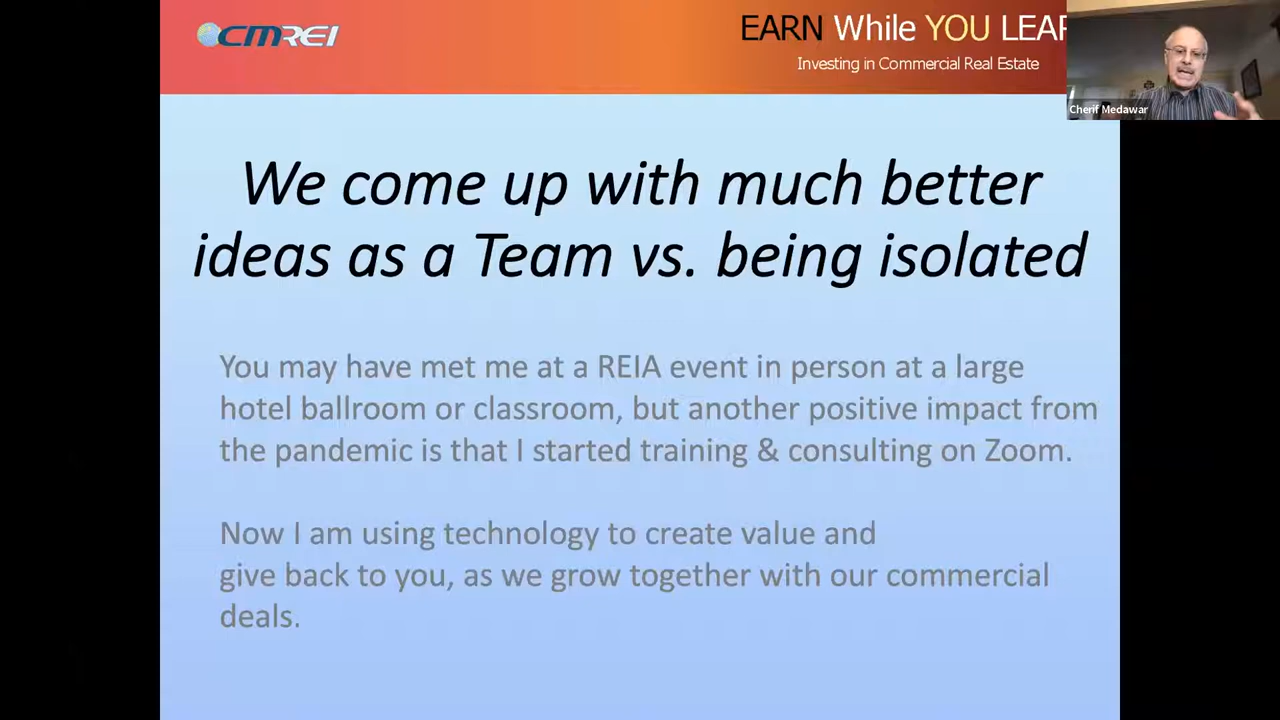 CMREI
EARN While YOU LEAR
Investing in Commercial Real Estate
Cherif Medawar
We come up with much better
ideas as a Team vs. being isolated
You may have met me at a REIA event in person at a large
hotel ballroom or classroom, but another positive impact from
the pandemic is that I started training & consulting on Zoom.
Now I am using technology to create value and
give back to you, as we grow together with our commercial
deals.